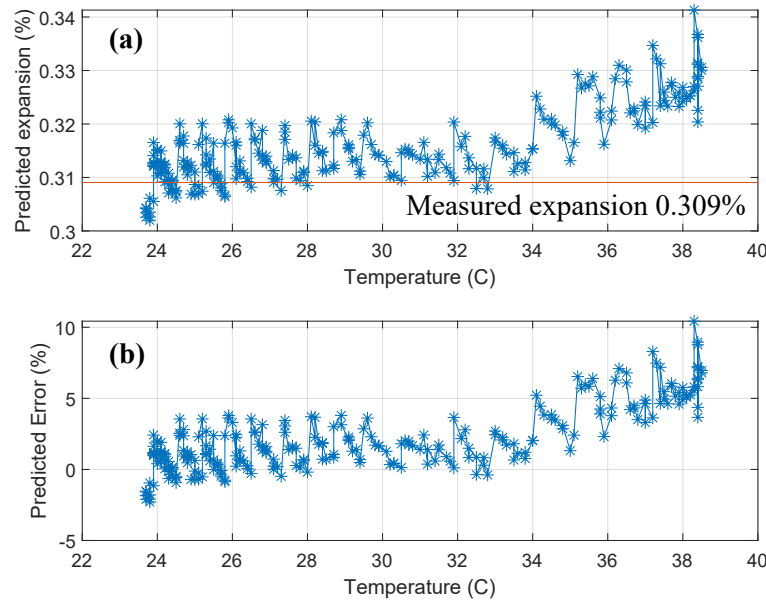 (a)
Predicted expansion (%)
0.34
0.33
0.32
0.31
0.3
Measured expansion 0.309%
22 24 26 28 30 32 34 36 38 40
Temperature (C)
(b)
Predicted Error (%)
10
5
0
-5
22 24 26 28 30 32 34 36 38 40
Temperature (C)